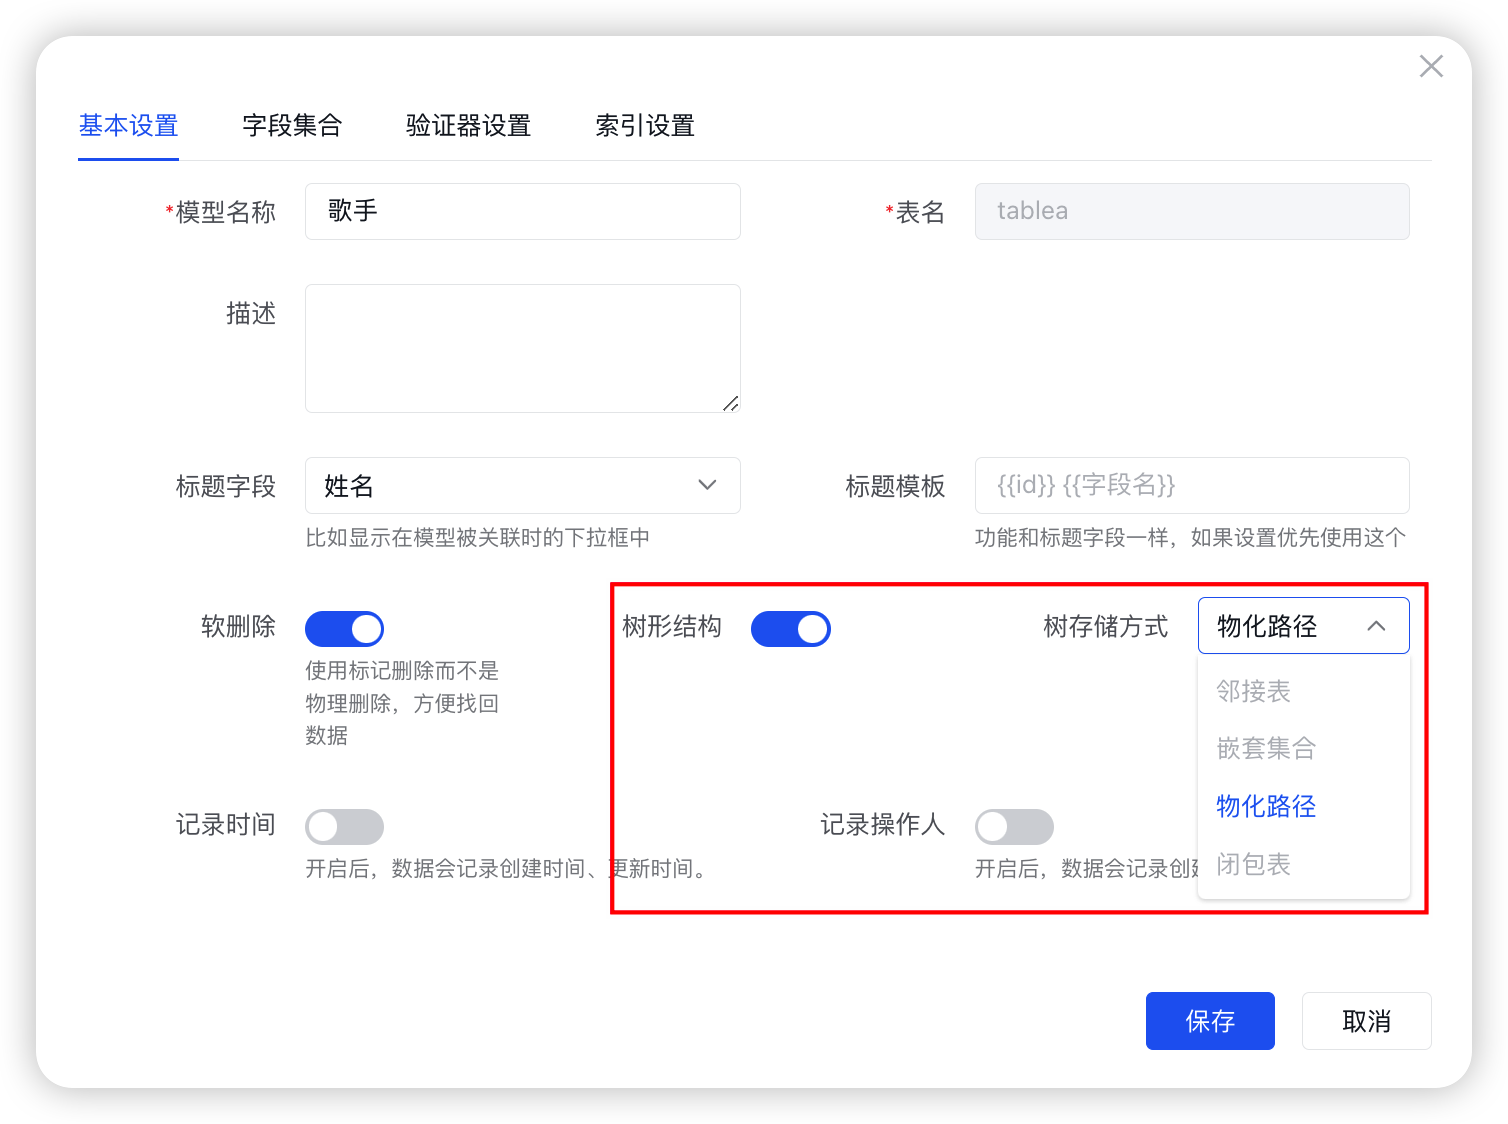 基本设置 字段集合 验证器设置 索引设置
*模型名称 歌手 *表名 tablea
描述
标题字段 姓名 标题模板 {{id}} {{字段名}}
比如显示在模型被关联时的下拉框中 功能和标题字段一样，如果设置优先使用这个
软删除 树形结构 树存储方式 物化路径
使用标记删除而不是
物理删除，方便找回
数据
邻接表
嵌套集合
物化路径
闭包表
记录时间 记录操作人
开启后，数据会记录创建时间、更新时间。 开启后，数据会记录创
保存 取消